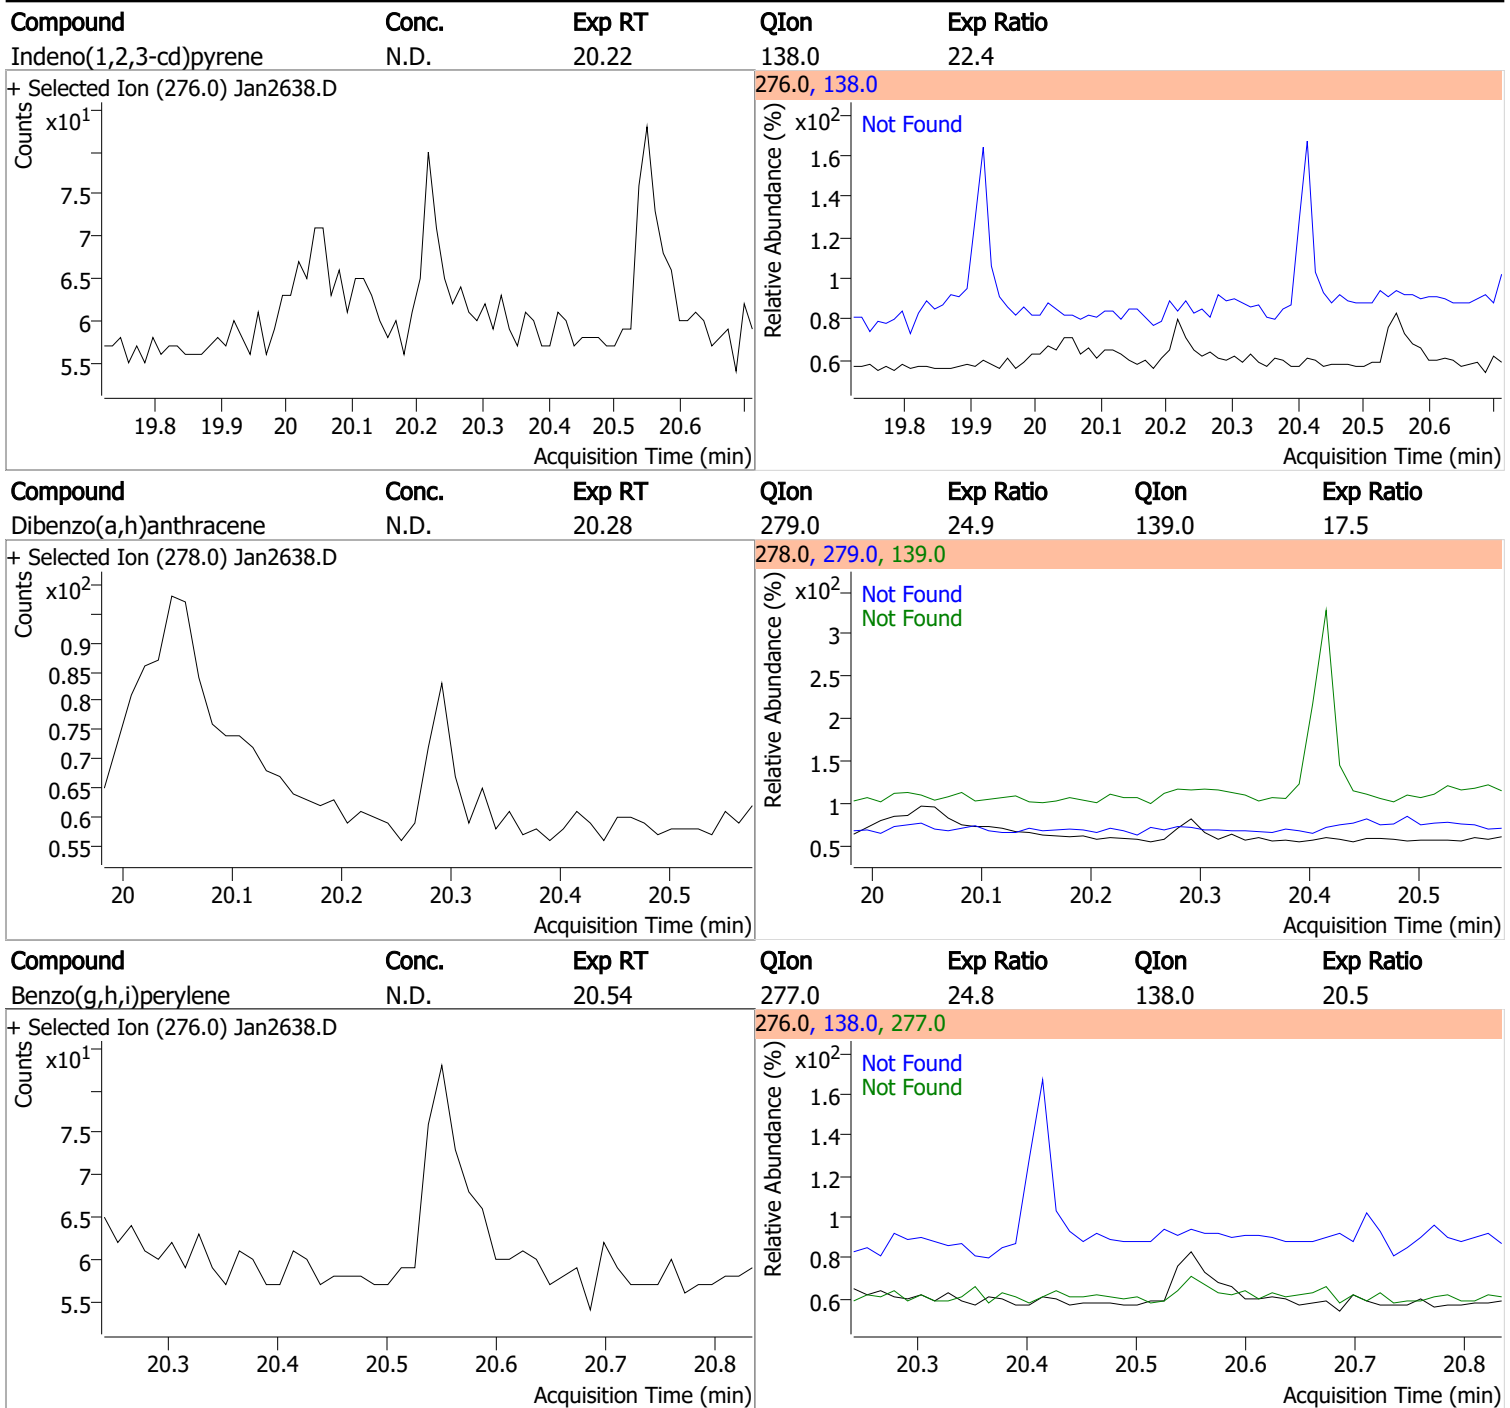 Compound Conc. Exp RT QIon Exp Ratio
Indeno(1,2,3-cd)pyrene N.D. 20.22 138.0 22.4
+ Selected Ion (276.0) Jan2638.D
Counts
x10¹
7.5
7
6.5
6
5.5
19.8 19.9 20 20.1 20.2 20.3 20.4 20.5 20.6
Acquisition Time (min)
276.0, 138.0
Relative Abundance (%)
x10²
Not Found
1.6
1.4
1.2
1
0.8
0.6
19.8 19.9 20 20.1 20.2 20.3 20.4 20.5 20.6
Acquisition Time (min)
Compound Conc. Exp RT QIon Exp Ratio QIon Exp Ratio
Dibenzo(a,h)anthracene N.D. 20.28 279.0 24.9 139.0 17.5
+ Selected Ion (278.0) Jan2638.D
Counts
x10²
0.9
0.85
0.8
0.75
0.7
0.65
0.6
0.55
20 20.1 20.2 20.3 20.4 20.5
Acquisition Time (min)
278.0, 279.0, 139.0
Relative Abundance (%)
x10²
Not Found
Not Found
3
2.5
2
1.5
1
0.5
20 20.1 20.2 20.3 20.4 20.5
Acquisition Time (min)
Compound Conc. Exp RT QIon Exp Ratio QIon Exp Ratio
Benzo(g,h,i)perylene N.D. 20.54 277.0 24.8 138.0 20.5
+ Selected Ion (276.0) Jan2638.D
Counts
x10¹
7.5
7
6.5
6
5.5
20.3 20.4 20.5 20.6 20.7 20.8
Acquisition Time (min)
276.0, 138.0, 277.0
Relative Abundance (%)
x10²
Not Found
Not Found
1.6
1.4
1.2
1
0.8
0.6
20.3 20.4 20.5 20.6 20.7 20.8
Acquisition Time (min)